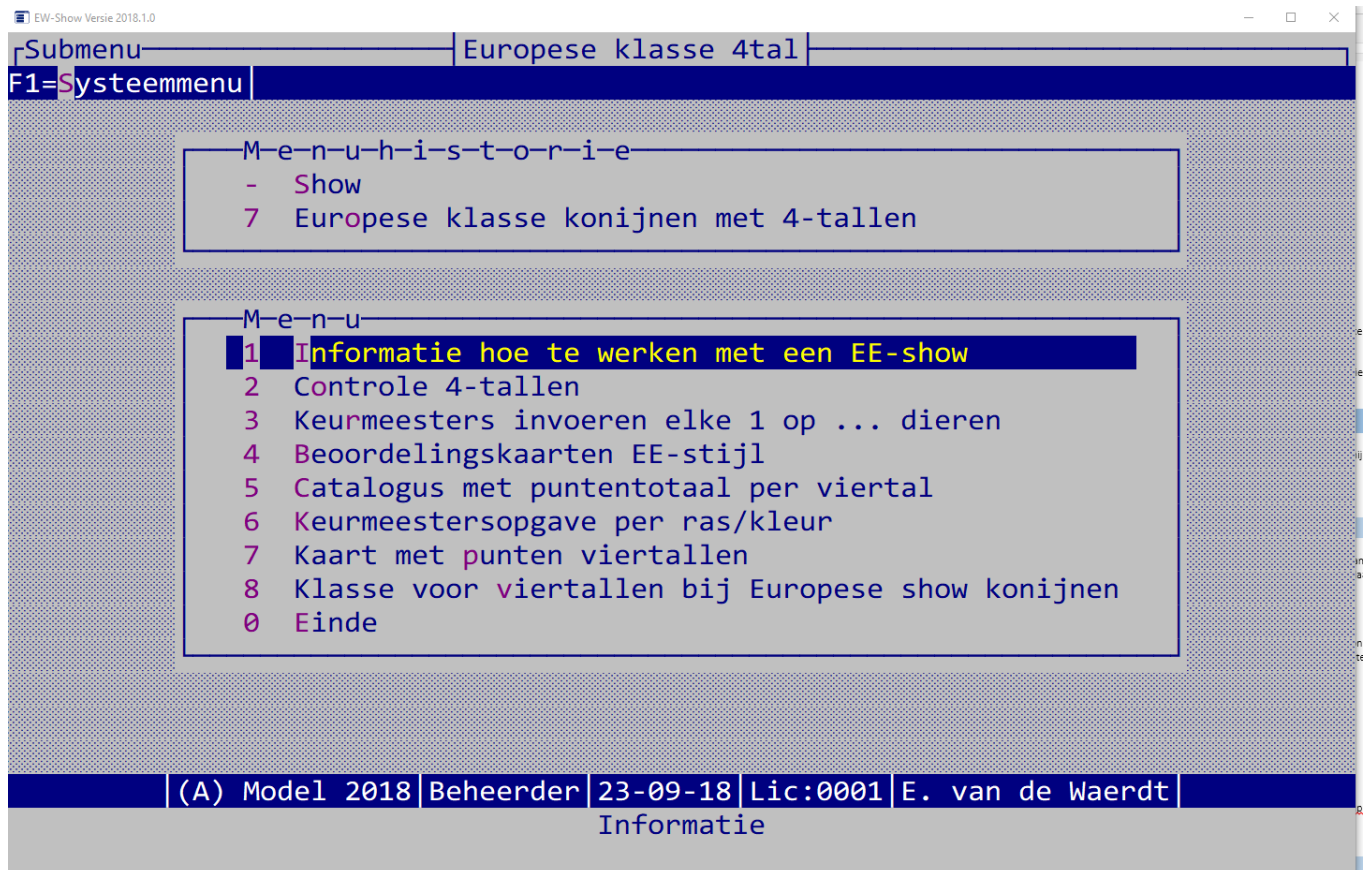 EW-Show Versie 2018.1.0
Submenu Europese klasse 4tal
F1=Systeemmenu
Menuhistorie
- Show
7 Europese klasse konijnen met 4-tallen
Menu
1 Informatie hoe te werken met een EE-show
2 Controle 4-tallen
3 Keurmeesters invoeren elke 1 op ... dieren
4 Beoordelingskaarten EE-stijl
5 Catalogus met puntentotaal per viertal
6 Keurmeestersopgave per ras/kleur
7 Kaart met punten viertallen
8 Klasse voor viertallen bij Europese show konijnen
0 Einde
(A) Model 2018 Beheerder 23-09-18 Lic:0001 E. van de Waerdt
Informatie